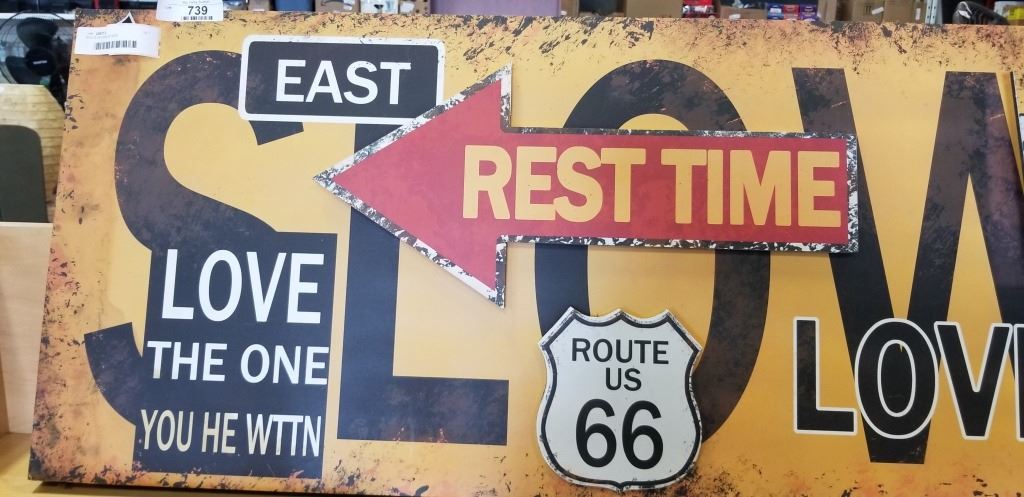 739
EAST
SLOW
REST TIME
LOVE
THE ONE
YOU HE WTTN
ROUTE
US
66
LOV